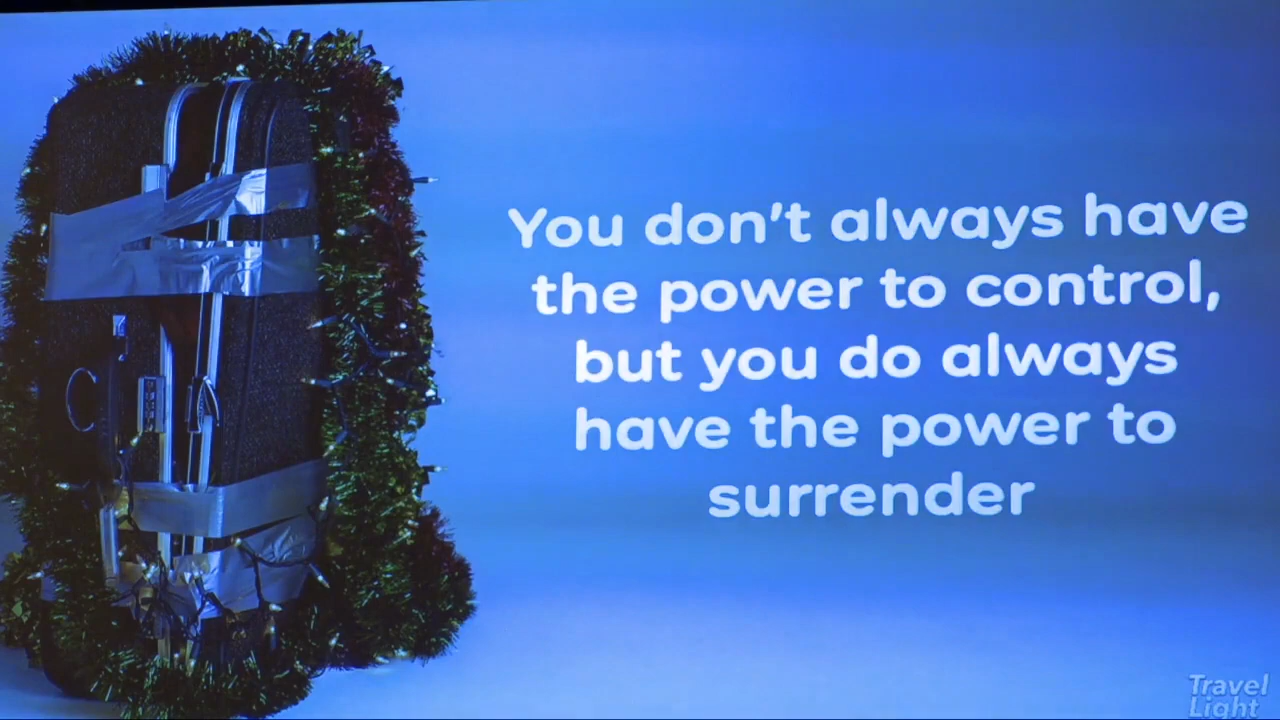 You don't always have
the power to control,
but you do always
have the power to
surrender
Travel
Light